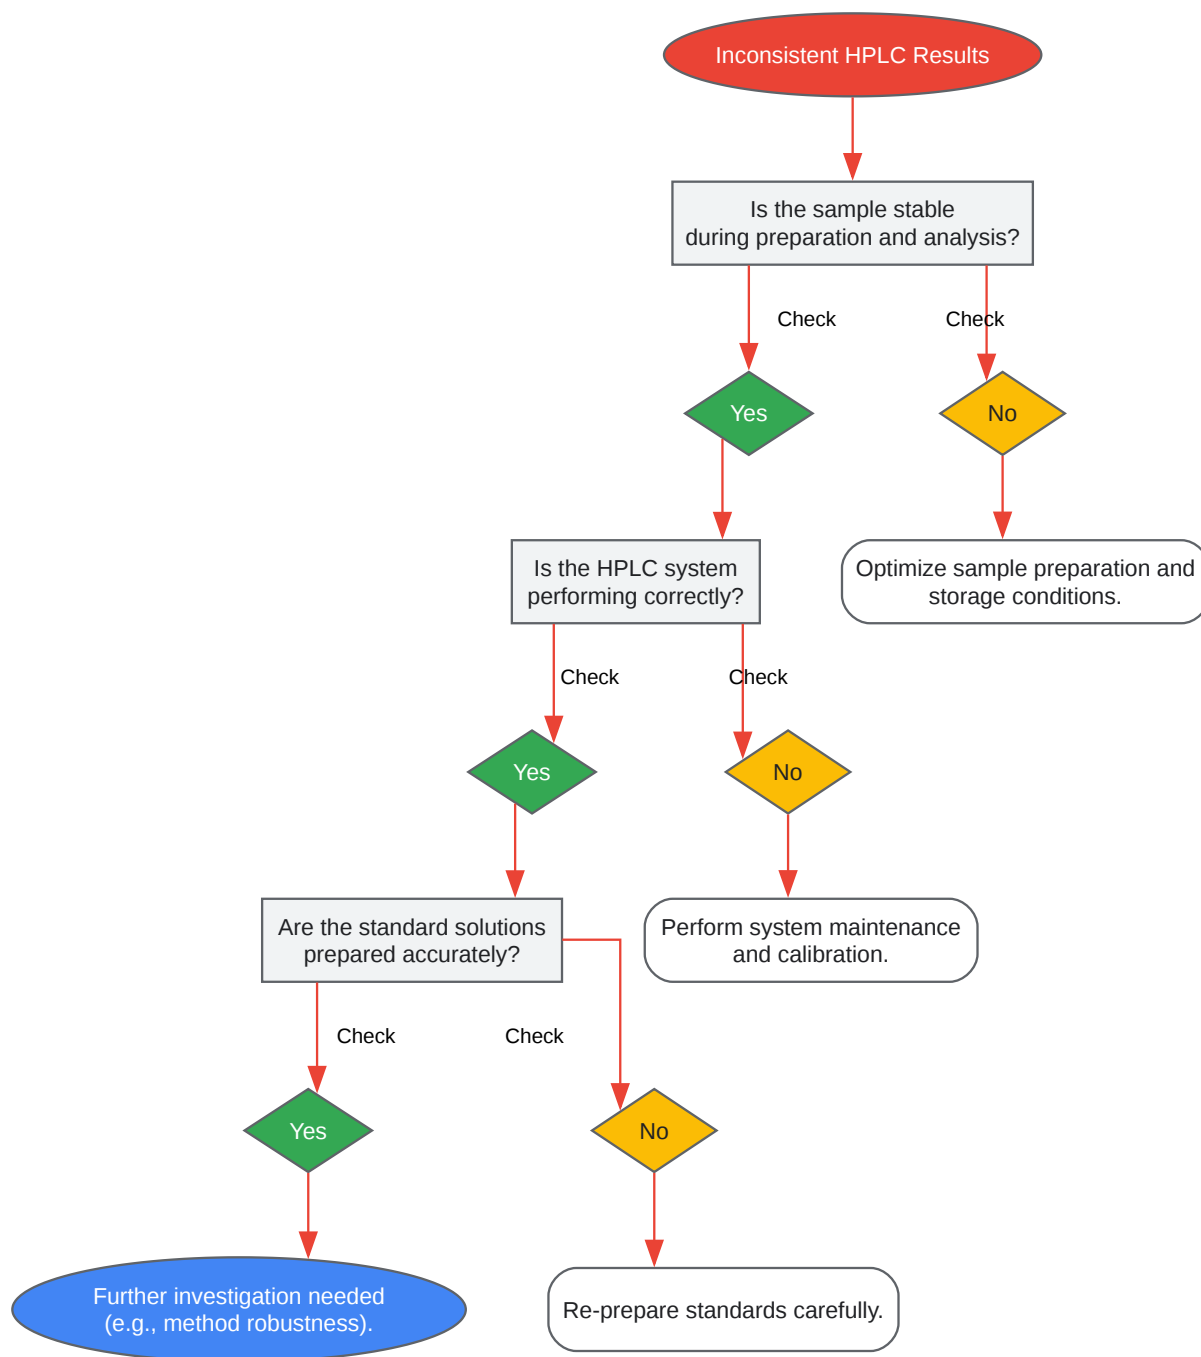 Inconsistent HPLC Results
Is the sample stable
during preparation and analysis?
Check
Check
Yes
No
Is the HPLC system
performing correctly?
Optimize sample preparation and
storage conditions.
Check
Check
Yes
No
Are the standard solutions
prepared accurately?
Perform system maintenance
and calibration.
Check
Check
Yes
No
Further investigation needed
(e.g., method robustness).
Re-prepare standards carefully.